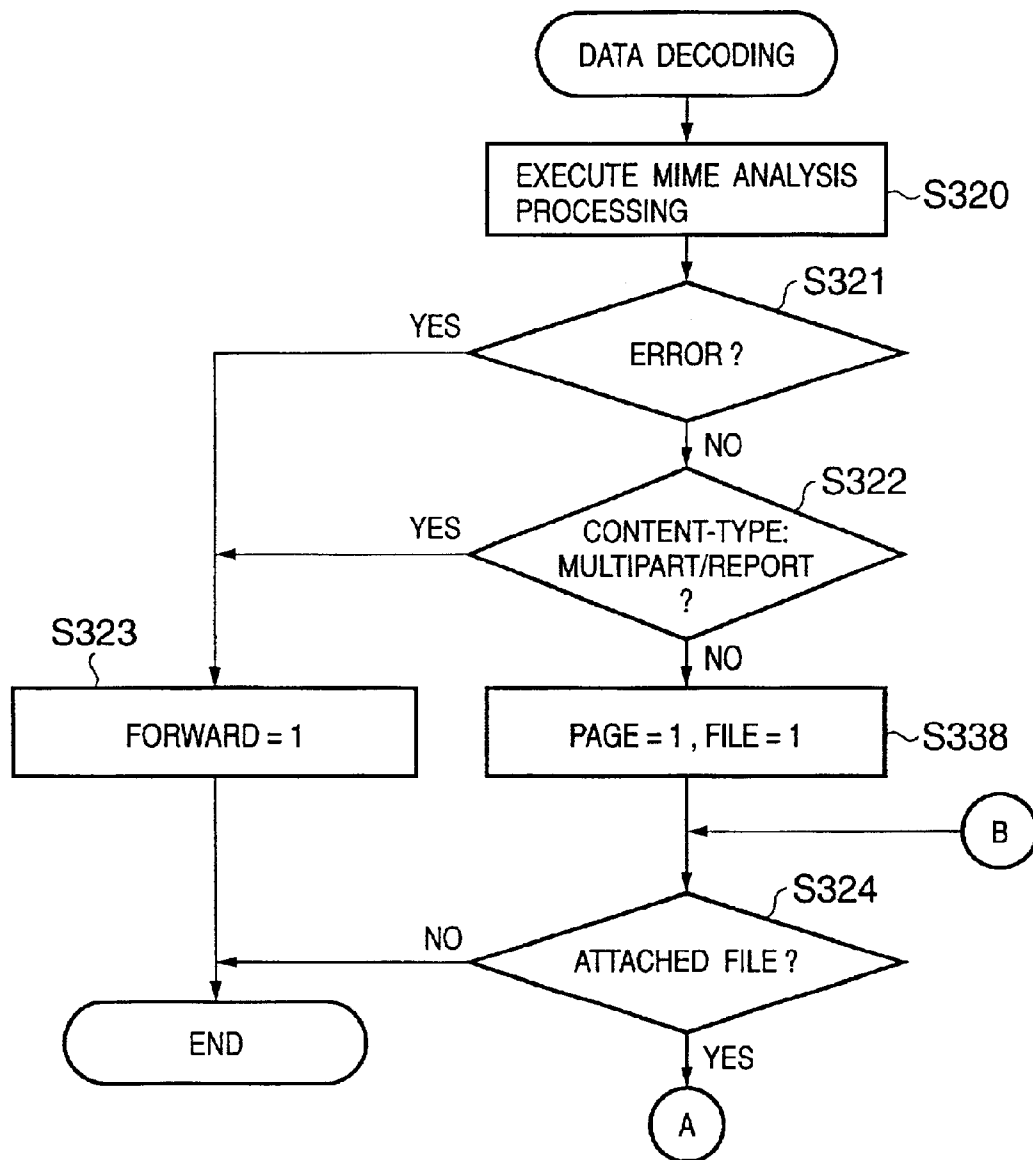 DATA DECODING
EXECUTE MIME ANALYSIS
PROCESSING
S320
S321
YES
ERROR ?
NO
S322
YES
CONTENT-TYPE:
MULTIPART/REPORT
?
S323
NO
FORWARD = 1
PAGE = 1 , FILE = 1
S338
B
S324
NO
ATTACHED FILE ?
END
YES
A